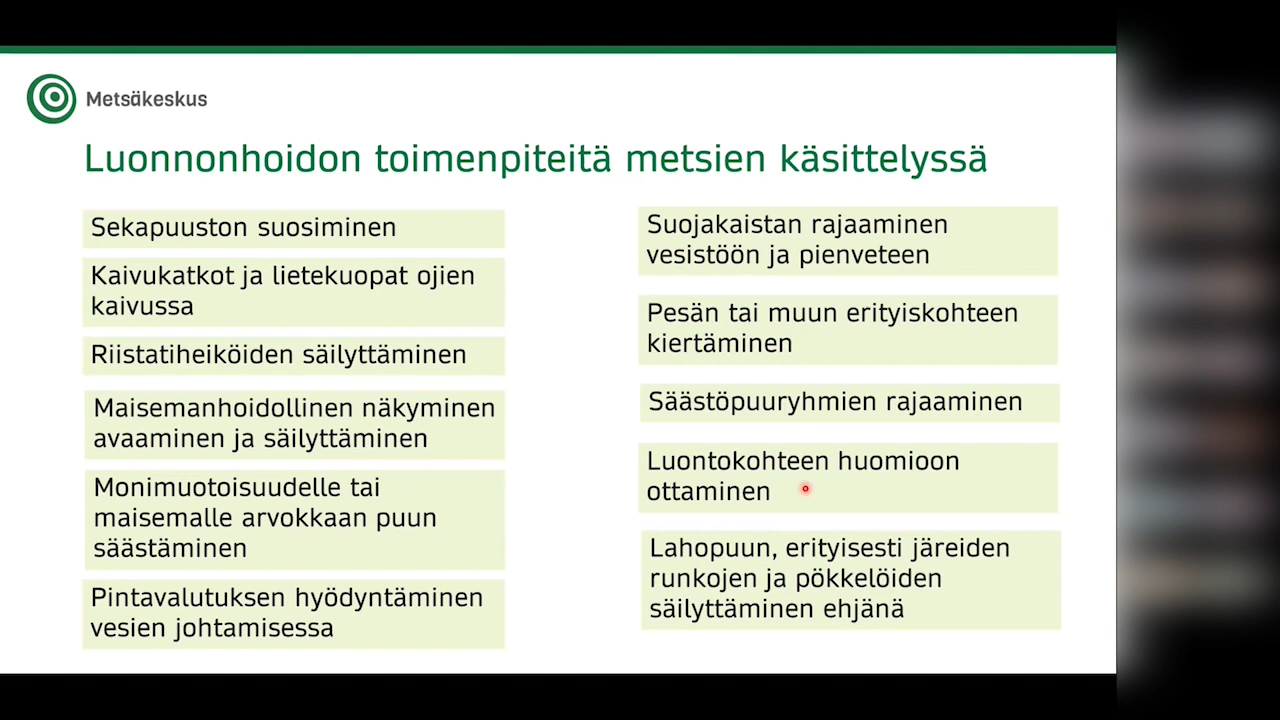 Metsäkeskus
Luonnonhoidon toimenpiteitä metsien käsittelyssä
Sekapuuston suosiminen
Kaivukatkot ja lietekuopat ojien
kaivussa
Riistatiheiköiden säilyttäminen
Maisemanhoidollinen näkyminen
avaaminen ja säilyttäminen
Monimuotoisuudelle tai
maisemalle arvokkaan puun
säästäminen
Pintavalutuksen hyödyntäminen
vesien johtamisessa
Suojakaistan rajaaminen
vesistöön ja pienveteen
Pesän tai muun erityiskohteen
kiertäminen
Säästöpuuryhmien rajaaminen
Luontokohteen huomioon
ottaminen
Lahopuun, erityisesti järeiden
runkojen ja pökkelöiden
säilyttäminen ehjänä